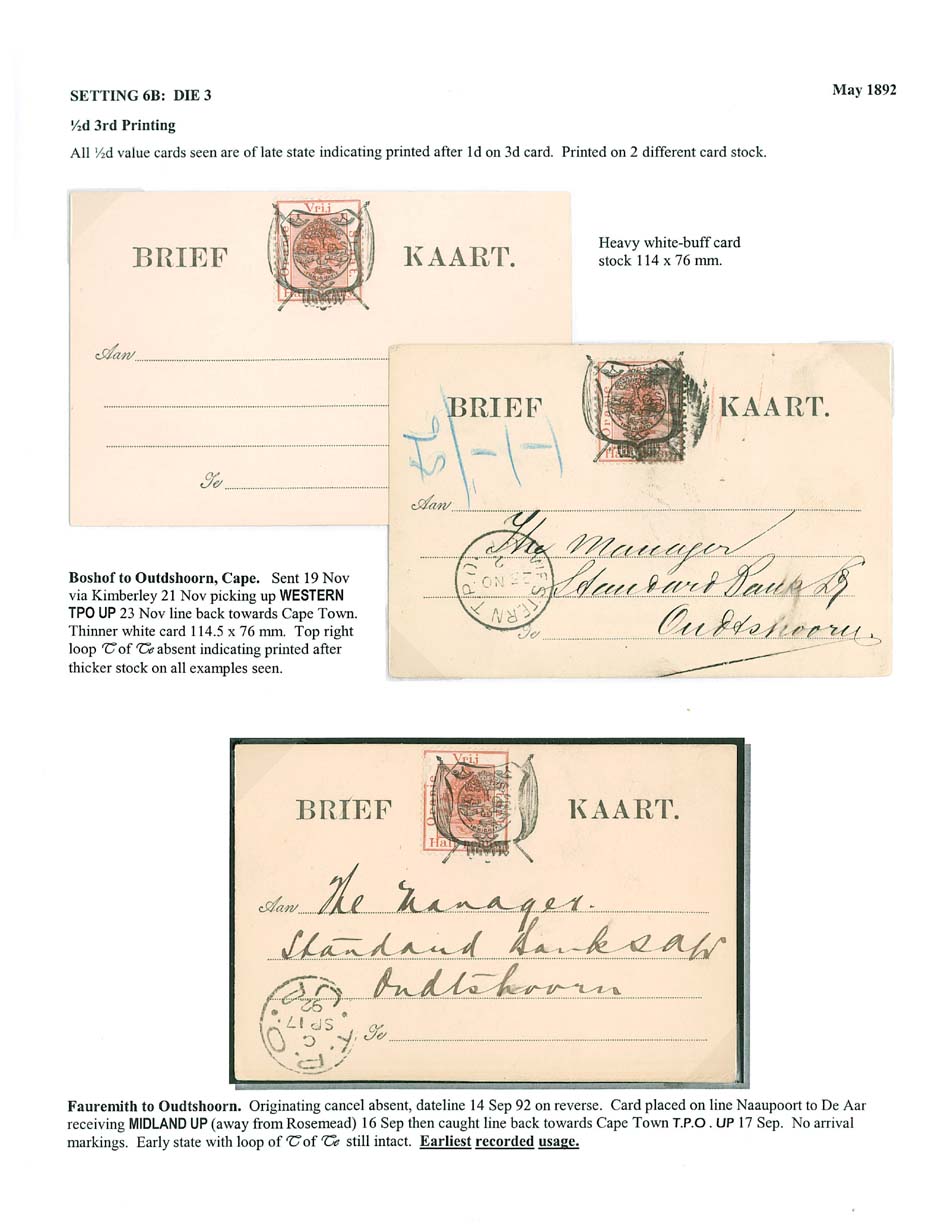 SETTING 6B: DIE 3
May 1892
½d 3rd Printing
All ½d value cards seen are of late state indicating printed after 1d on 3d card. Printed on 2 different card stock.
Vrij
Oranje
BRIEF KAART.
Aan
Te
Heavy white-buff card
stock 114 x 76 mm.
BRIEF KAART.
Aan
The Manager
Standard Bank
Oudtshoorn.
Te
WESTERN T.P.O.
23 NO
Boshof to Outdshoorn, Cape. Sent 19 Nov
via Kimberley 21 Nov picking up WESTERN
TPO UP 23 Nov line back towards Cape Town.
Thinner white card 114.5 x 76 mm. Top right
loop T of Te absent indicating printed after
thicker stock on all examples seen.
Vrij
Oranje
BRIEF KAART.
Aan The Manager.
Standard Bank
Oudtshoorn
Te
T.P.O.
C
SP 17
92
Fauremith to Oudtshoorn. Originating cancel absent, dateline 14 Sep 92 on reverse. Card placed on line Naaupoort to De Aar
receiving MIDLAND UP (away from Rosemead) 16 Sep then caught line back towards Cape Town T.P.O . UP 17 Sep. No arrival
markings. Early state with loop of T of Te still intact. Earliest recorded usage.